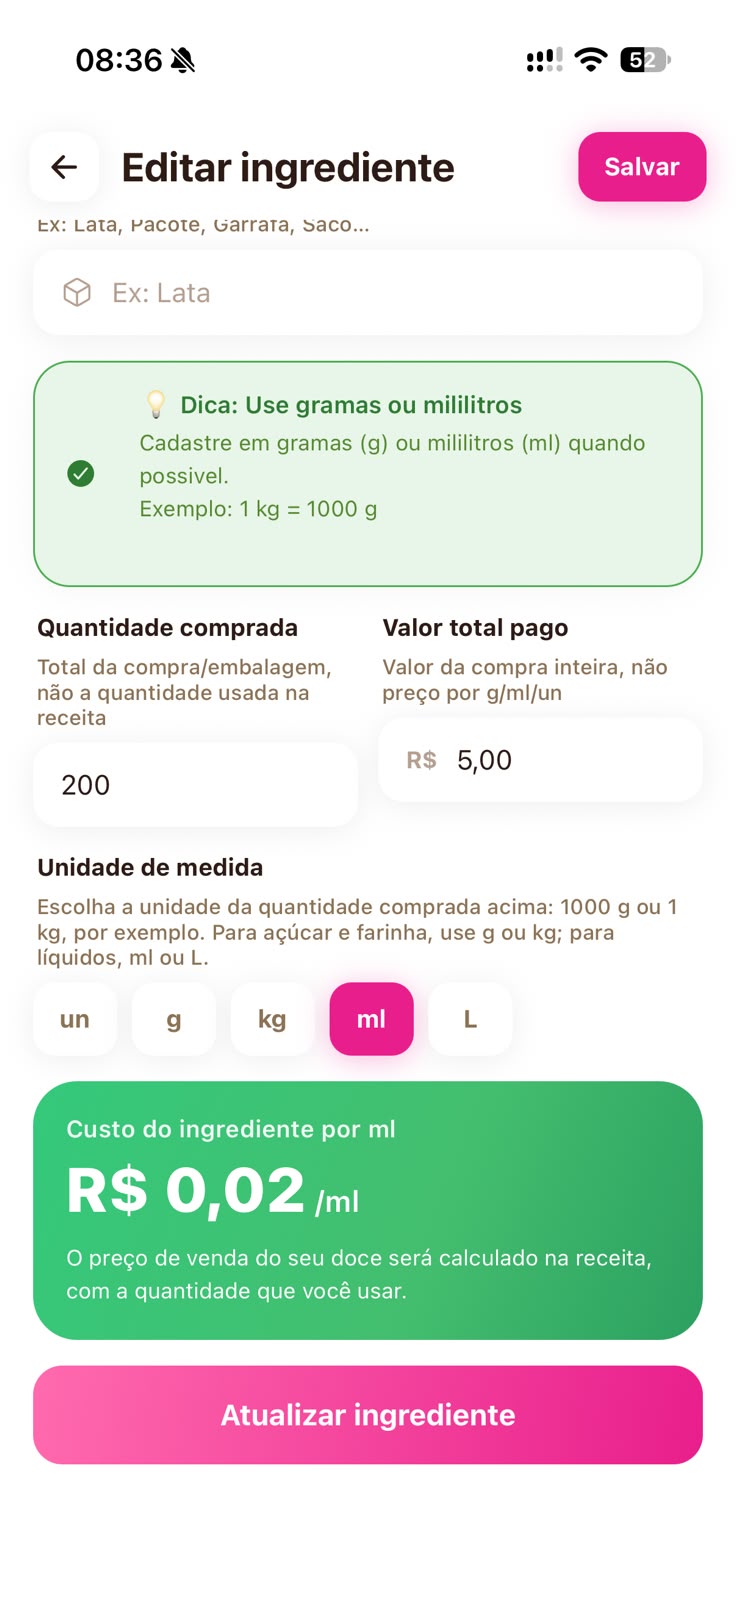 08:36
52
Editar ingrediente
Salvar
Ex: Lata, Pacote, Garrafa, Saco...
Ex: Lata
💡 Dica: Use gramas ou mililitros
Cadastre em gramas (g) ou mililitros (ml) quando
possivel.
Exemplo: 1 kg = 1000 g
Quantidade comprada
Total da compra/embalagem,
não a quantidade usada na
receita
200
Valor total pago
Valor da compra inteira, não
preço por g/ml/un
R$ 5,00
Unidade de medida
Escolha a unidade da quantidade comprada acima: 1000 g ou 1
kg, por exemplo. Para açúcar e farinha, use g ou kg; para
líquidos, ml ou L.
un
g
kg
ml
L
Custo do ingrediente por ml
R$ 0,02 /ml
O preço de venda do seu doce será calculado na receita,
com a quantidade que você usar.
Atualizar ingrediente